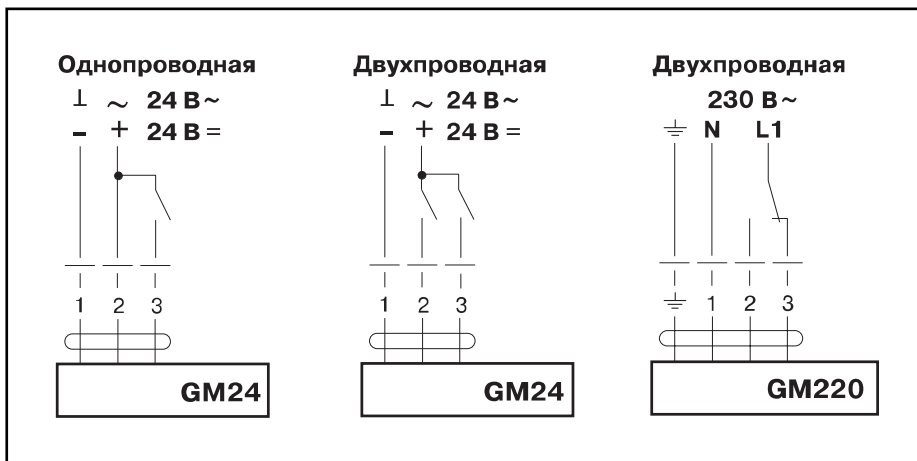 Однопроводная
⊥ ~ 24 В ~
- + 24 В =
1 2 3
GM24
Двухпроводная
⊥ ~ 24 В ~
- + 24 В =
1 2 3
GM24
Двухпроводная
230 В ~
⏚ N L1
⏚ 1 2 3
GM220